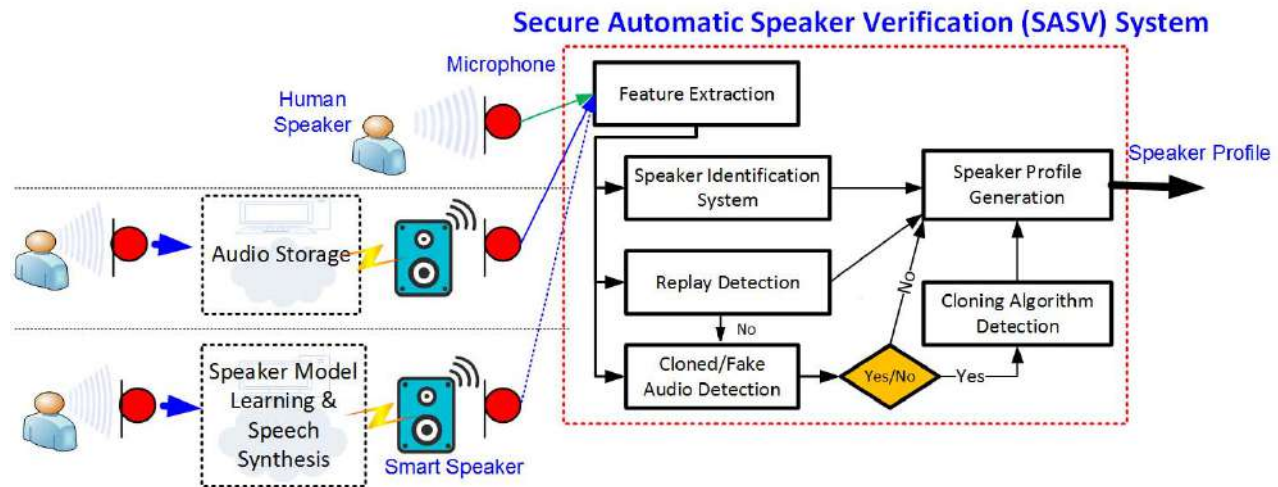 Secure Automatic Speaker Verification (SASV) System
Microphone
Human
Speaker
Feature Extraction
Speaker Identification
System
Speaker Profile
Generation
Speaker Profile
Audio Storage
Replay Detection
No
No
Cloning Algorithm
Detection
Cloned/Fake
Audio Detection
Yes/No
Yes
Speaker Model
Learning &
Speech
Synthesis
Smart Speaker